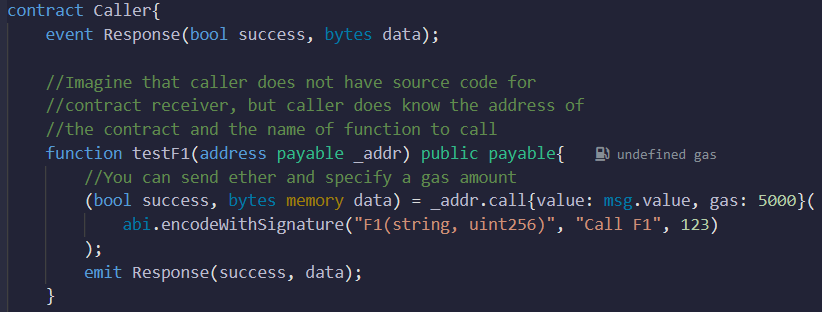 contract Caller{
event Response(bool success, bytes data);
//Imagine that caller does not have source code for
//contract receiver, but caller does know the address of
//the contract and the name of function to call
function testF1(address payable _addr) public payable{ undefined gas
//You can send ether and specify a gas amount
(bool success, bytes memory data) = _addr.call{value: msg.value, gas: 5000}(
abi.encodeWithSignature("F1(string, uint256)", "Call F1", 123)
);
emit Response(success, data);
}